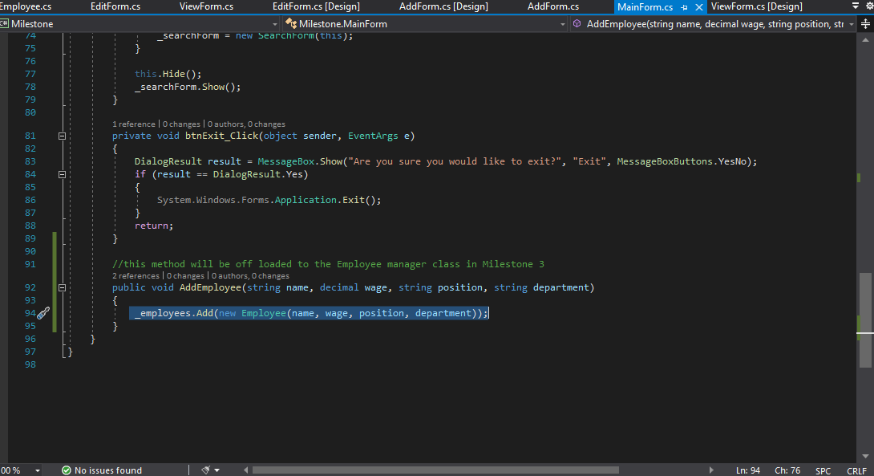 Employee.cs EditForm.cs ViewForm.cs EditForm.cs [Design] AddForm.cs [Design] AddForm.cs MainForm.cs ViewForm.cs [Design]
Milestone Milestone.MainForm AddEmployee(string name, decimal wage, string position, str
74 _searchForm = new SearchForm(this);
75 }
76
77 this.Hide();
78 _searchForm.Show();
79 }
80
1 reference | 0 changes | 0 authors, 0 changes
81 private void btnExit_Click(object sender, EventArgs e)
82 {
83 DialogResult result = MessageBox.Show("Are you sure you would like to exit?", "Exit", MessageBoxButtons.YesNo);
84 if (result == DialogResult.Yes)
85 {
86 System.Windows.Forms.Application.Exit();
87 }
88 return;
89 }
90
91 //this method will be off loaded to the Employee manager class in Milestone 3
2 references | 0 changes | 0 authors, 0 changes
92 public void AddEmployee(string name, decimal wage, string position, string department)
93 {
94 _employees.Add(new Employee(name, wage, position, department));
95 }
96 }
97 }
98
00 % No issues found Ln: 94 Ch: 76 SPC CRLF